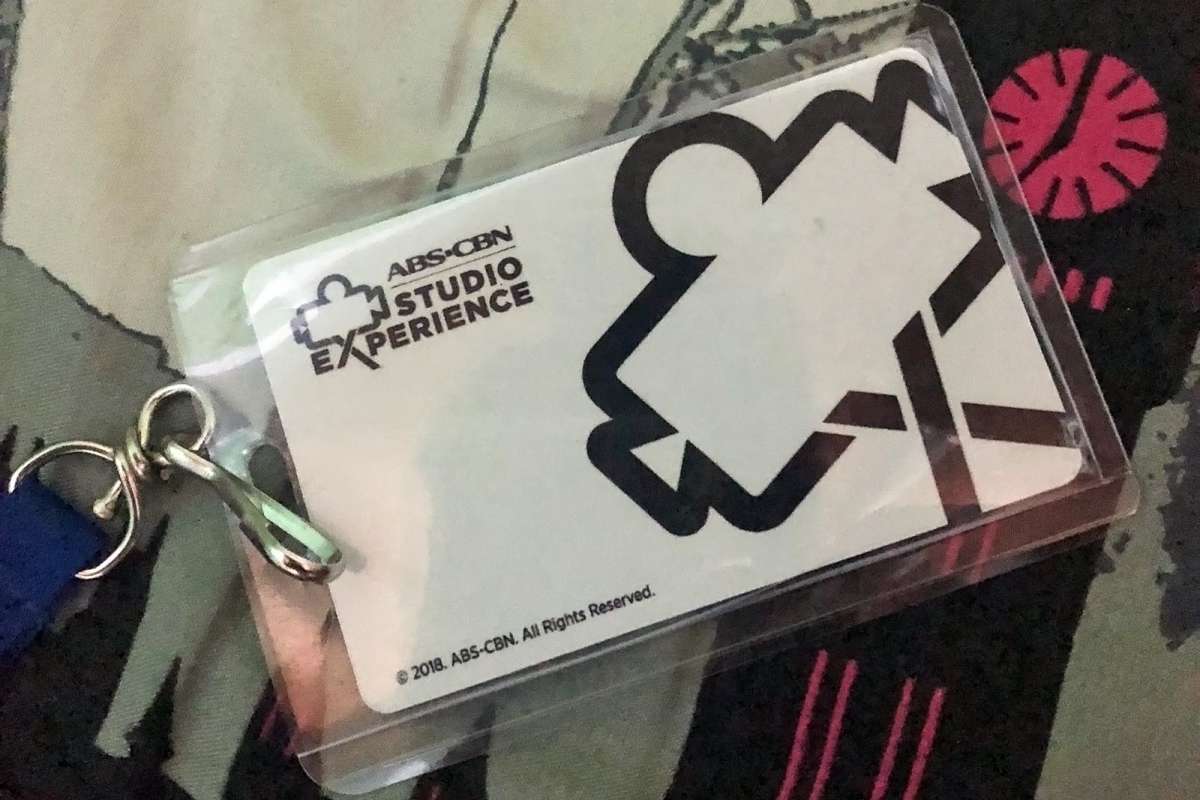 ABS-CBN
STUDIO
EXPERIENCE
© 2018. ABS-CBN. All Rights Reserved.